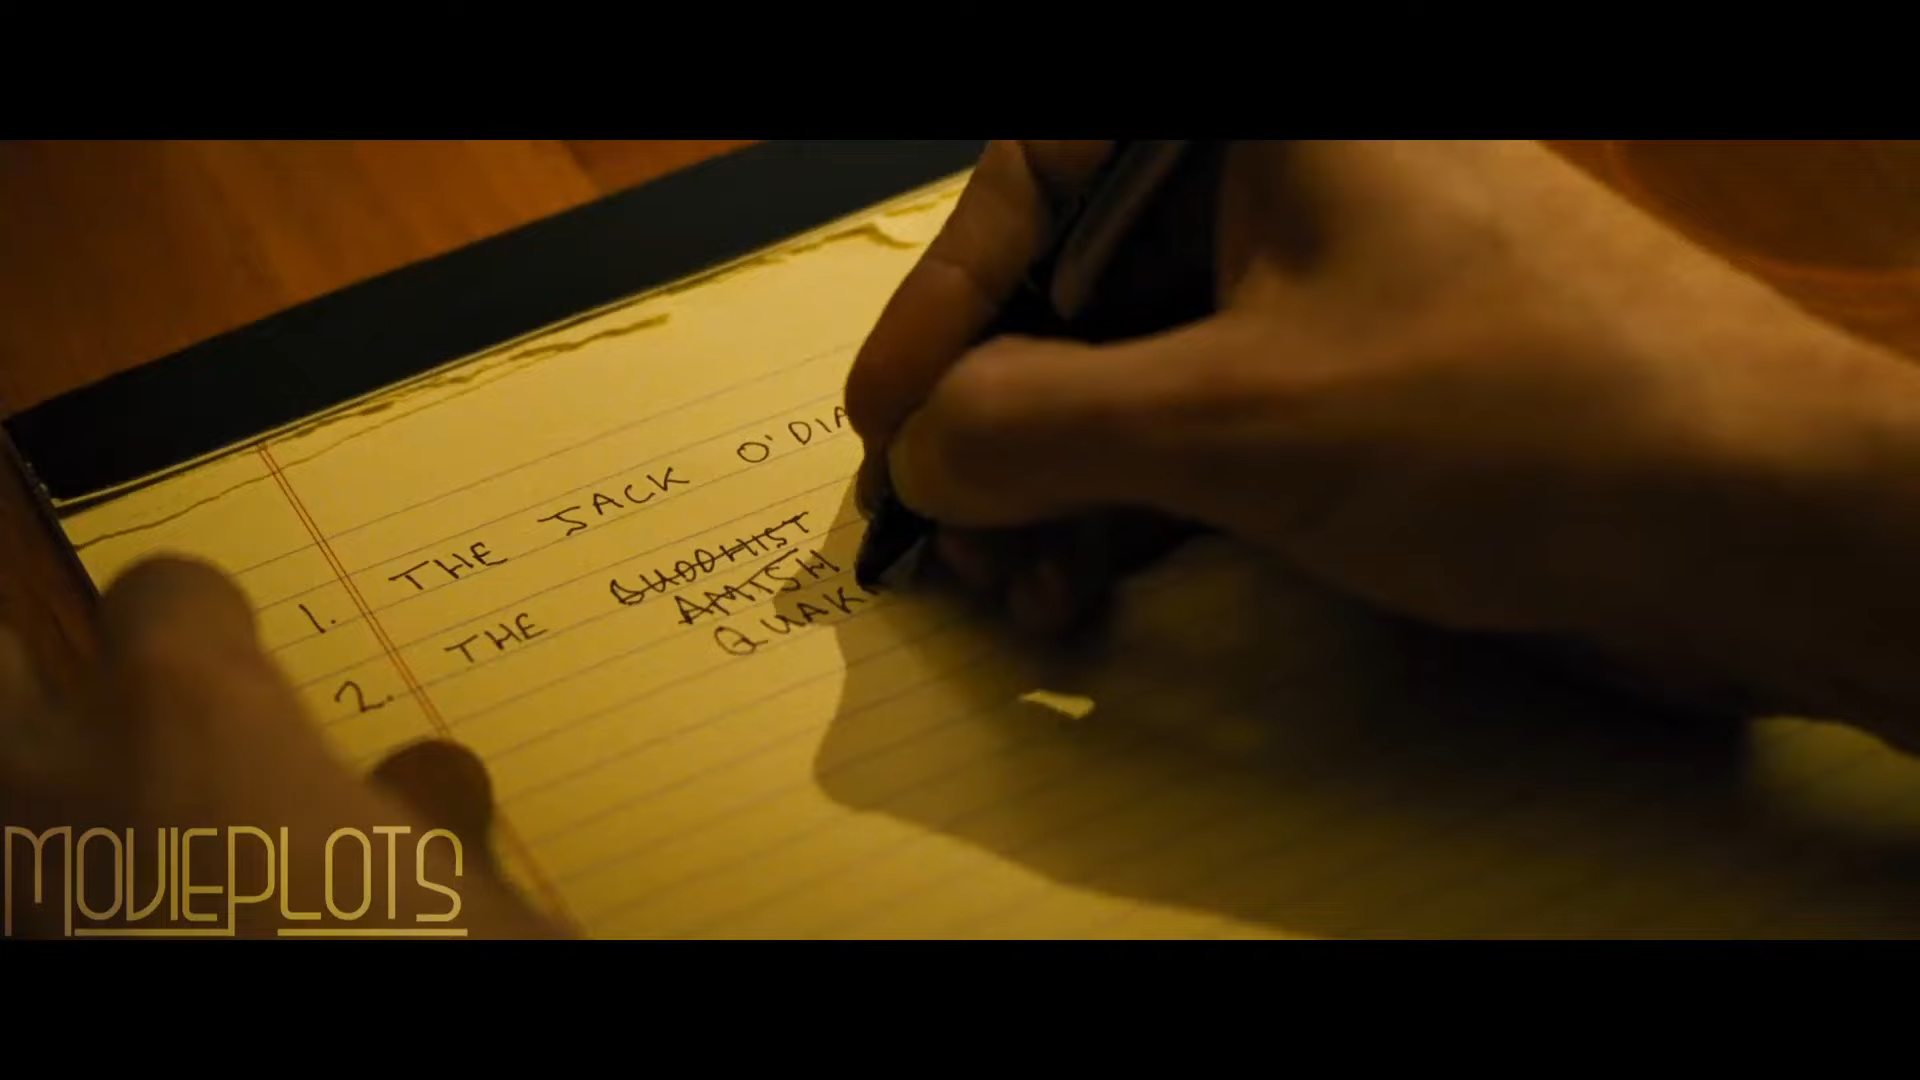 1. THE JACK O'DIA
2. THE BUDDHIST
AMISH
QUAK
MOVIEPLOTS